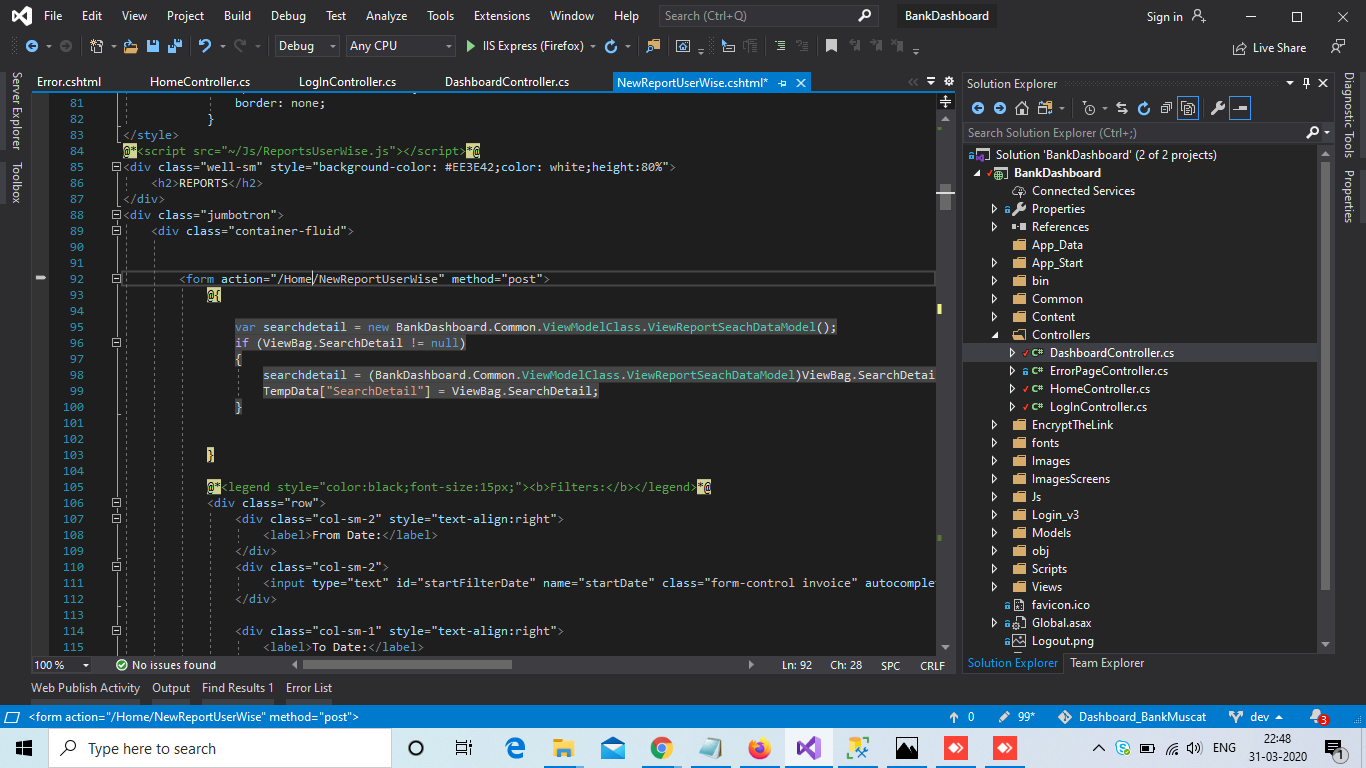 File Edit View Project Build Debug Test Analyze Tools Extensions Window Help Search (Ctrl+Q) BankDashboard Sign in
Debug Any CPU IIS Express (Firefox) Live Share
Error.cshtml HomeController.cs LogInController.cs DashboardController.cs NewReportUserWise.cshtml*
Server Explorer
Toolbox
81 border: none;
82 }
83 </style>
84 @*<script src="~/Js/ReportsUserWise.js"></script>*@
85 <div class="well-sm" style="background-color: #EE3E42;color: white;height:80%">
86 <h2>REPORTS</h2>
87 </div>
88 <div class="jumbotron">
89 <div class="container-fluid">
90
91
92 <form action="/Home/NewReportUserWise" method="post">
93 @{
94
95 var searchdetail = new BankDashboard.Common.ViewModelClass.ViewReportSeachDataModel();
96 if (ViewBag.SearchDetail != null)
97 {
98 searchdetail = (BankDashboard.Common.ViewModelClass.ViewReportSeachDataModel)ViewBag.SearchDetai
99 TempData["SearchDetail"] = ViewBag.SearchDetail;
100 }
101
102
103 }
104
105 @*<legend style="color:black;font-size:15px;"><b>Filters:</b></legend>*@
106 <div class="row">
107 <div class="col-sm-2" style="text-align:right">
108 <label>From Date:</label>
109 </div>
110 <div class="col-sm-2">
111 <input type="text" id="startFilterDate" name="startDate" class="form-control invoice" autocomple
112 </div>
113
114 <div class="col-sm-1" style="text-align:right">
115 <label>To Date:</label>
100 % No issues found Ln: 92 Ch: 28 SPC CRLF
Solution Explorer
Search Solution Explorer (Ctrl+;)
Solution 'BankDashboard' (2 of 2 projects)
BankDashboard
Connected Services
Properties
References
App_Data
App_Start
bin
Common
Content
Controllers
C# DashboardController.cs
C# ErrorPageController.cs
C# HomeController.cs
C# LogInController.cs
EncryptTheLink
fonts
Images
ImagesScreens
Js
Login_v3
Models
obj
Scripts
Views
favicon.ico
Global.asax
Logout.png
Solution Explorer Team Explorer
Diagnostic Tools
Properties
Web Publish Activity Output Find Results 1 Error List
<form action="/Home/NewReportUserWise" method="post"> 0 99* Dashboard_BankMuscat dev 3
Type here to search ENG 22:48
31-03-2020 1